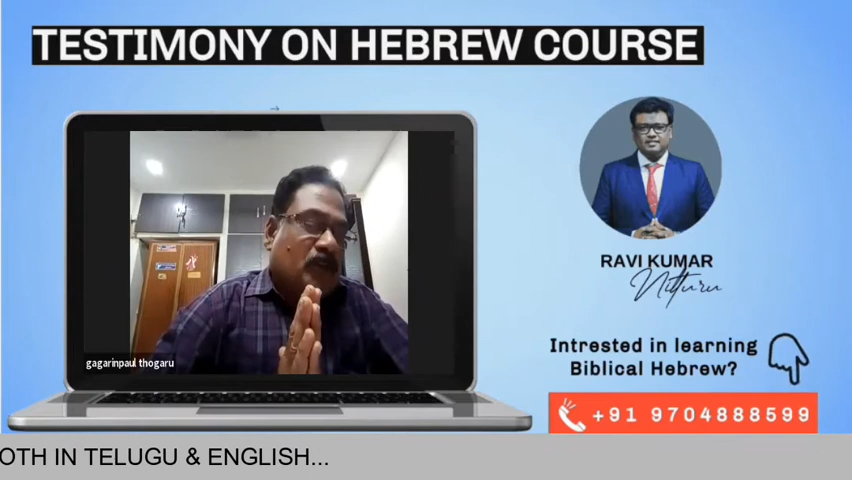 TESTIMONY ON HEBREW COURSE
gagarinpaul thogaru
RAVI KUMAR
Nitturu
Intrested in learning
Biblical Hebrew?
+91 9704888599
OTH IN TELUGU & ENGLISH...